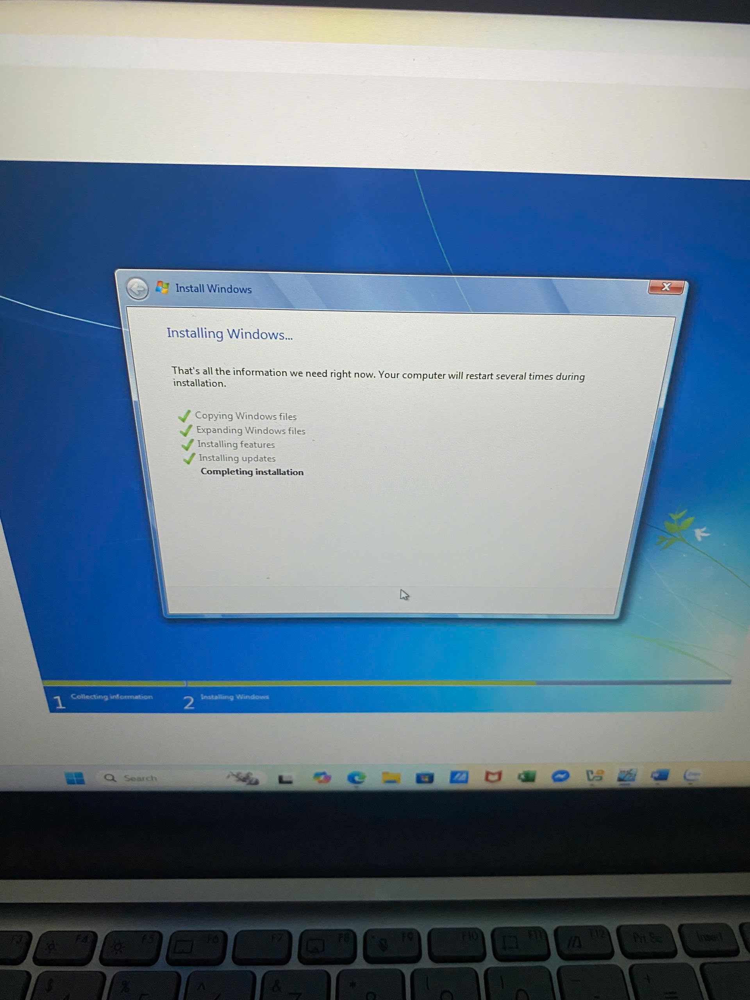 Install Windows
X
Installing Windows...
That's all the information we need right now. Your computer will restart several times during
installation.
Copying Windows files
Expanding Windows files
Installing features
Installing updates
Completing installation
1 Collecting information
2 Installing Windows
Search
F3
F4
F5
F6
F7
F8
F9
F10
F11
F12
Prt Sc
Insert
$
%
^
&
7
*
(
)
-
+
=